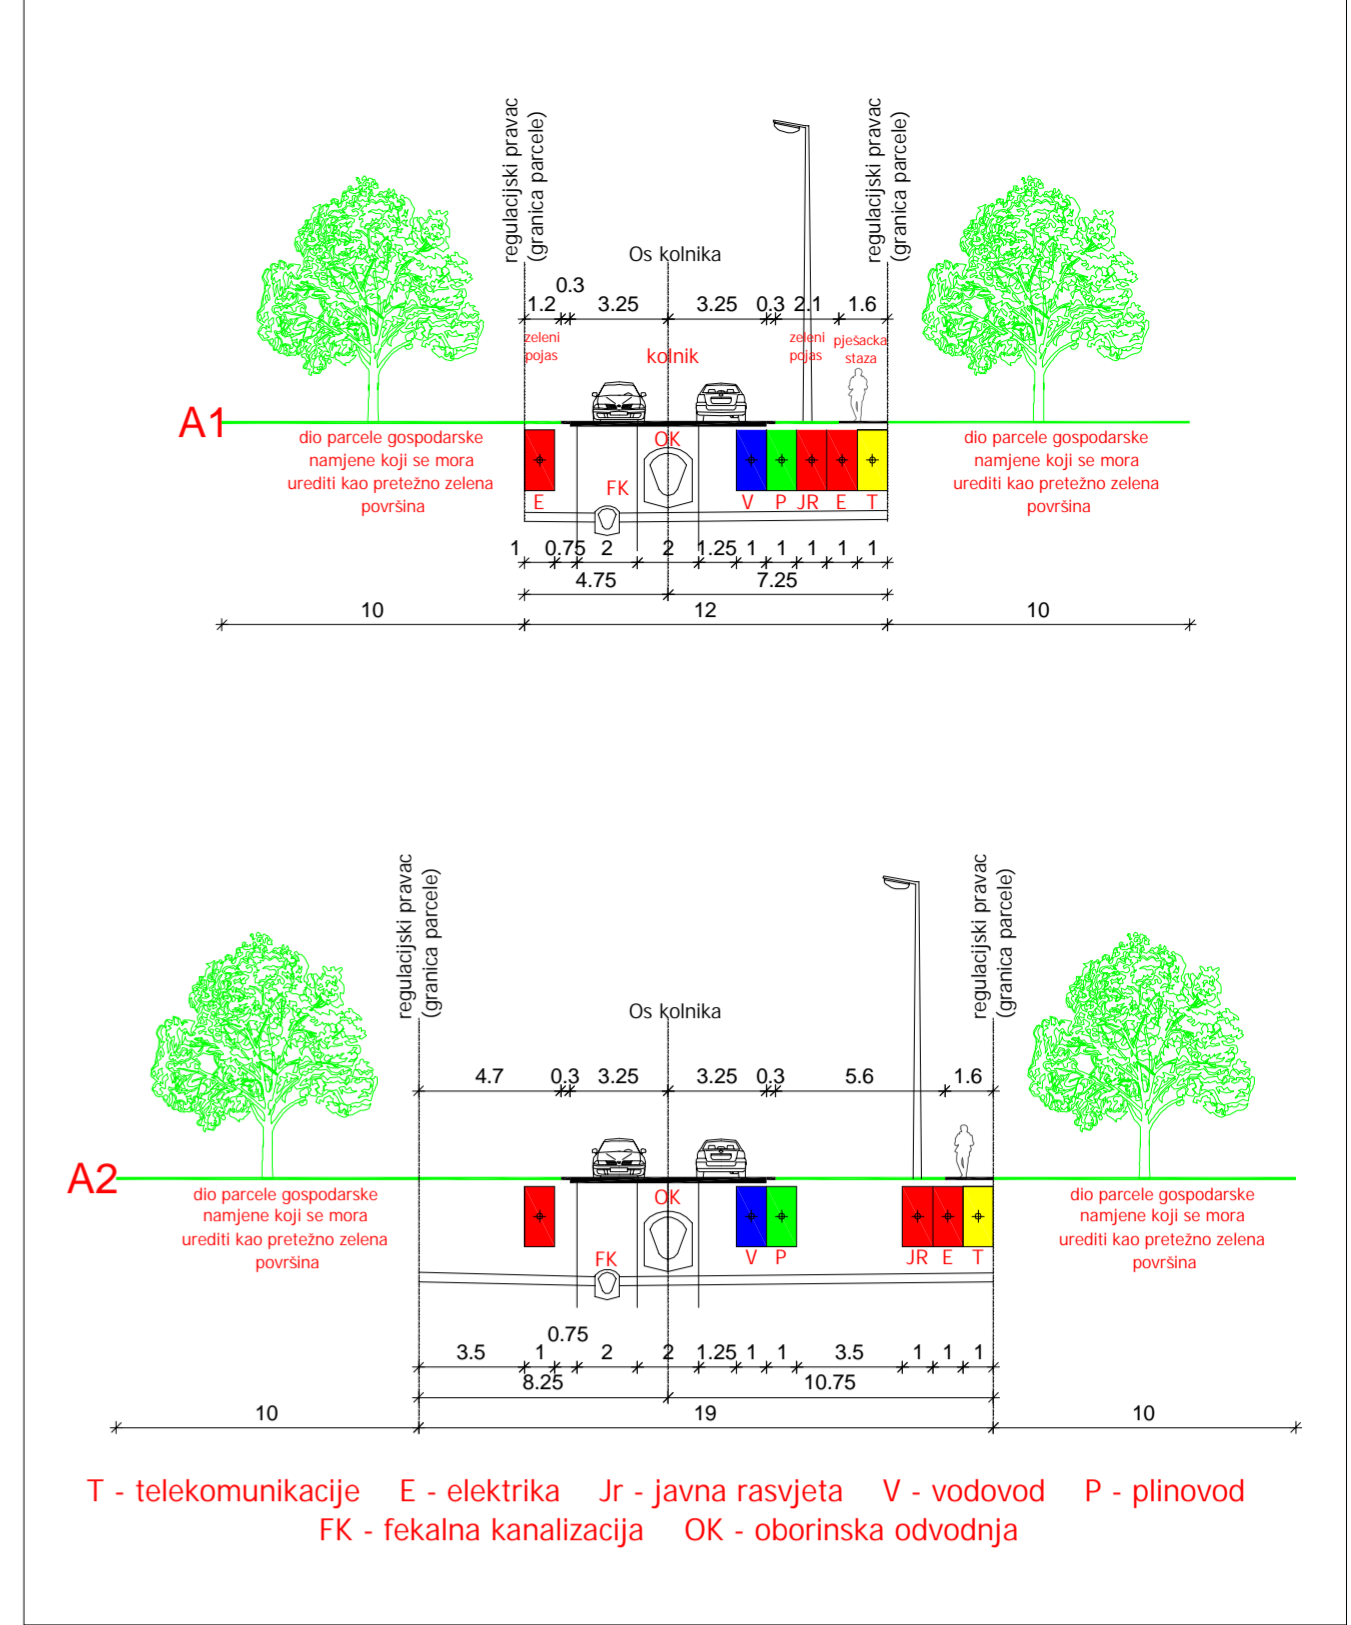 regulacijski pravac
(granica parcele)
regulacijski pravac
(granica parcele)
Os kolnika
0.3
1.2 3.25 3.25 0.3 2.1 1.6
zeleni
pojas
kolnik
zeleni
pojas
pješacka
staza
A1
dio parcele gospodarske
namjene koji se mora
urediti kao pretežno zelena
površina
OK
FK
E V P JR E T
dio parcele gospodarske
namjene koji se mora
urediti kao pretežno zelena
površina
1 0.75 2 2 1.25 1 1 1 1 1
4.75 7.25
10 12 10
regulacijski pravac
(granica parcele)
regulacijski pravac
(granica parcele)
Os kolnika
4.7 0.3 3.25 3.25 0.3 5.6 1.6
A2
dio parcele gospodarske
namjene koji se mora
urediti kao pretežno zelena
površina
OK
FK V P JR E T
dio parcele gospodarske
namjene koji se mora
urediti kao pretežno zelena
površina
0.75
3.5 1 2 2 1.25 1 1 3.5 1 1 1
8.25 10.75
10 19 10
T - telekomunikacije E - elektrika Jr - javna rasvjeta V - vodovod P - plinovod
FK - fekalna kanalizacija OK - oborinska odvodnja